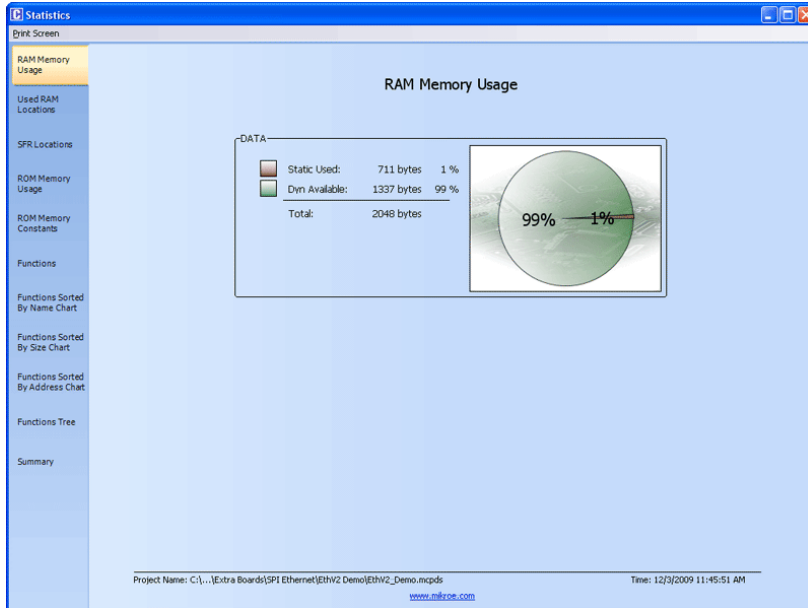 Statistics
Print Screen
RAM Memory
Usage
Used RAM
Locations
SFR Locations
ROM Memory
Usage
ROM Memory
Constants
Functions
Functions Sorted
By Name Chart
Functions Sorted
By Size Chart
Functions Sorted
By Address Chart
Functions Tree
Summary
RAM Memory Usage
DATA
Static Used: 711 bytes 1 %
Dyn Available: 1337 bytes 99 %
Total: 2048 bytes
99% 1%
Project Name: C:\...\Extra Boards\SPI Ethernet\EthV2 Demo\EthV2_Demo.mcpds Time: 12/3/2009 11:45:51 AM
www.mikroe.com